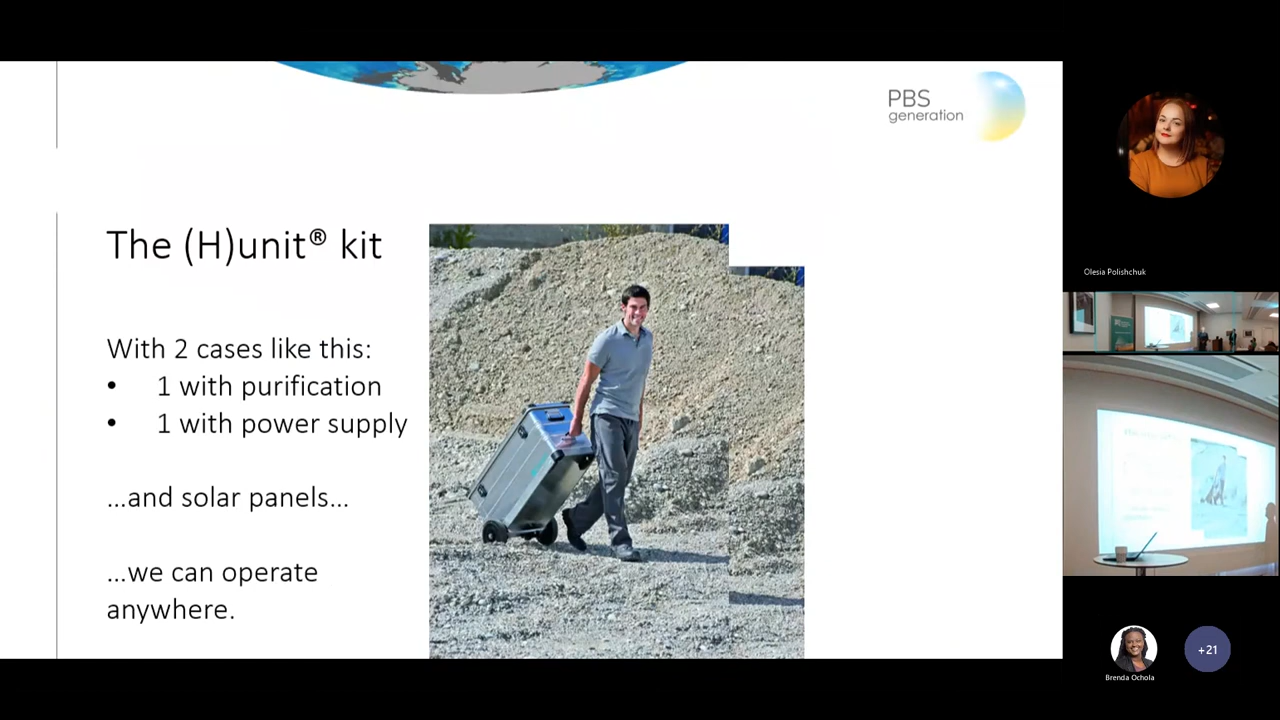 PBS
generation
The (H)unit® kit
With 2 cases like this:
• 1 with purification
• 1 with power supply
...and solar panels...
...we can operate
anywhere.
Olesia Polishchuk
Brenda Ochola
+21